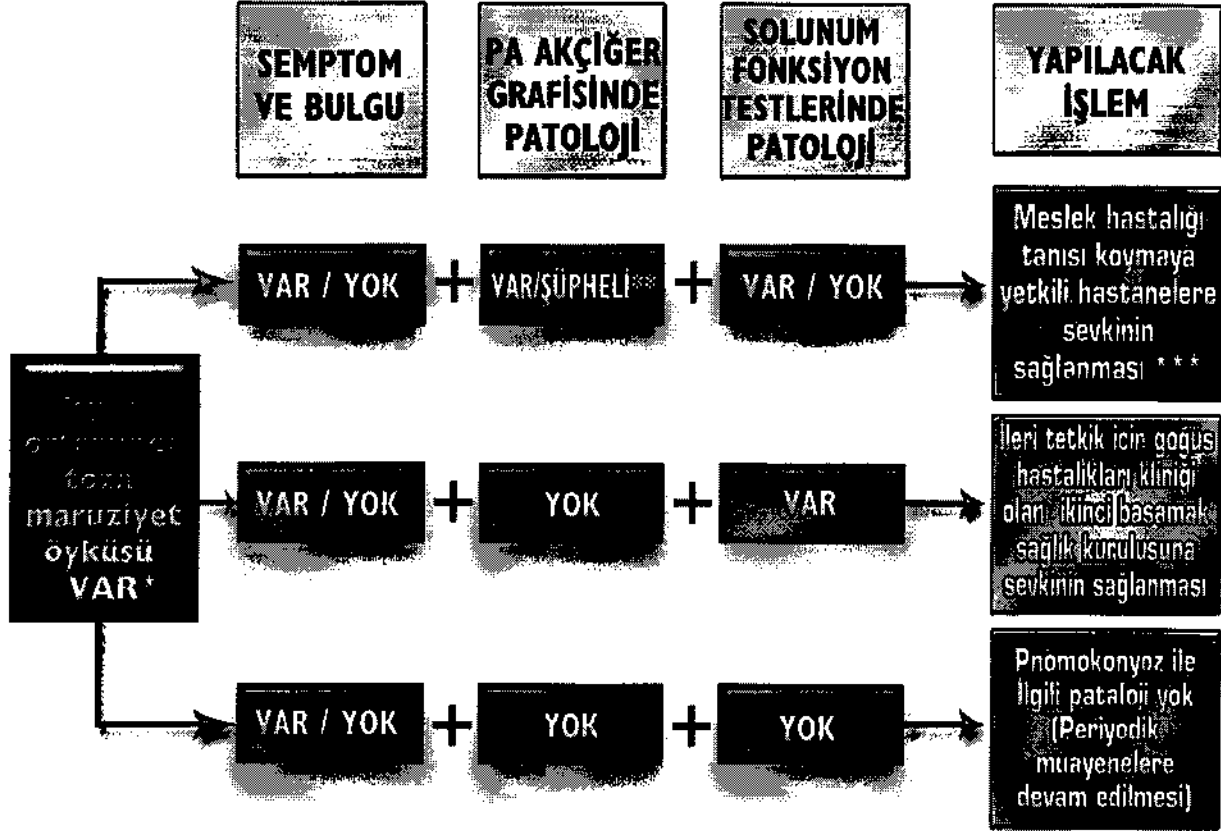 SEMPTOM
VE BULGU
PA AKÇİĞER
GRAFİSİNDE
PATOLOJİ
SOLUNUM
FONKSİYON
TESTLERİNDE
PATOLOJİ
YAPILACAK
İŞLEM
VAR / YOK
+
VAR/ŞÜPHELİ**
+
VAR / YOK
Meslek hastalığı
tanısı koymaya
yetkili hastanelere
sevkinin
sağlanması ***
tozu
maruziyet
öyküsü
VAR*
VAR / YOK
+
YOK
+
VAR
İleri tetkik için göğüs
hastalıkları kliniği
olan ikinci basamak
sağlık kuruluşuna
sevkinin sağlanması
VAR / YOK
+
YOK
+
YOK
Pnömokonyoz ile
İlgili pataloji yok
(Periyodik
muayenelere
devam edilmesi)